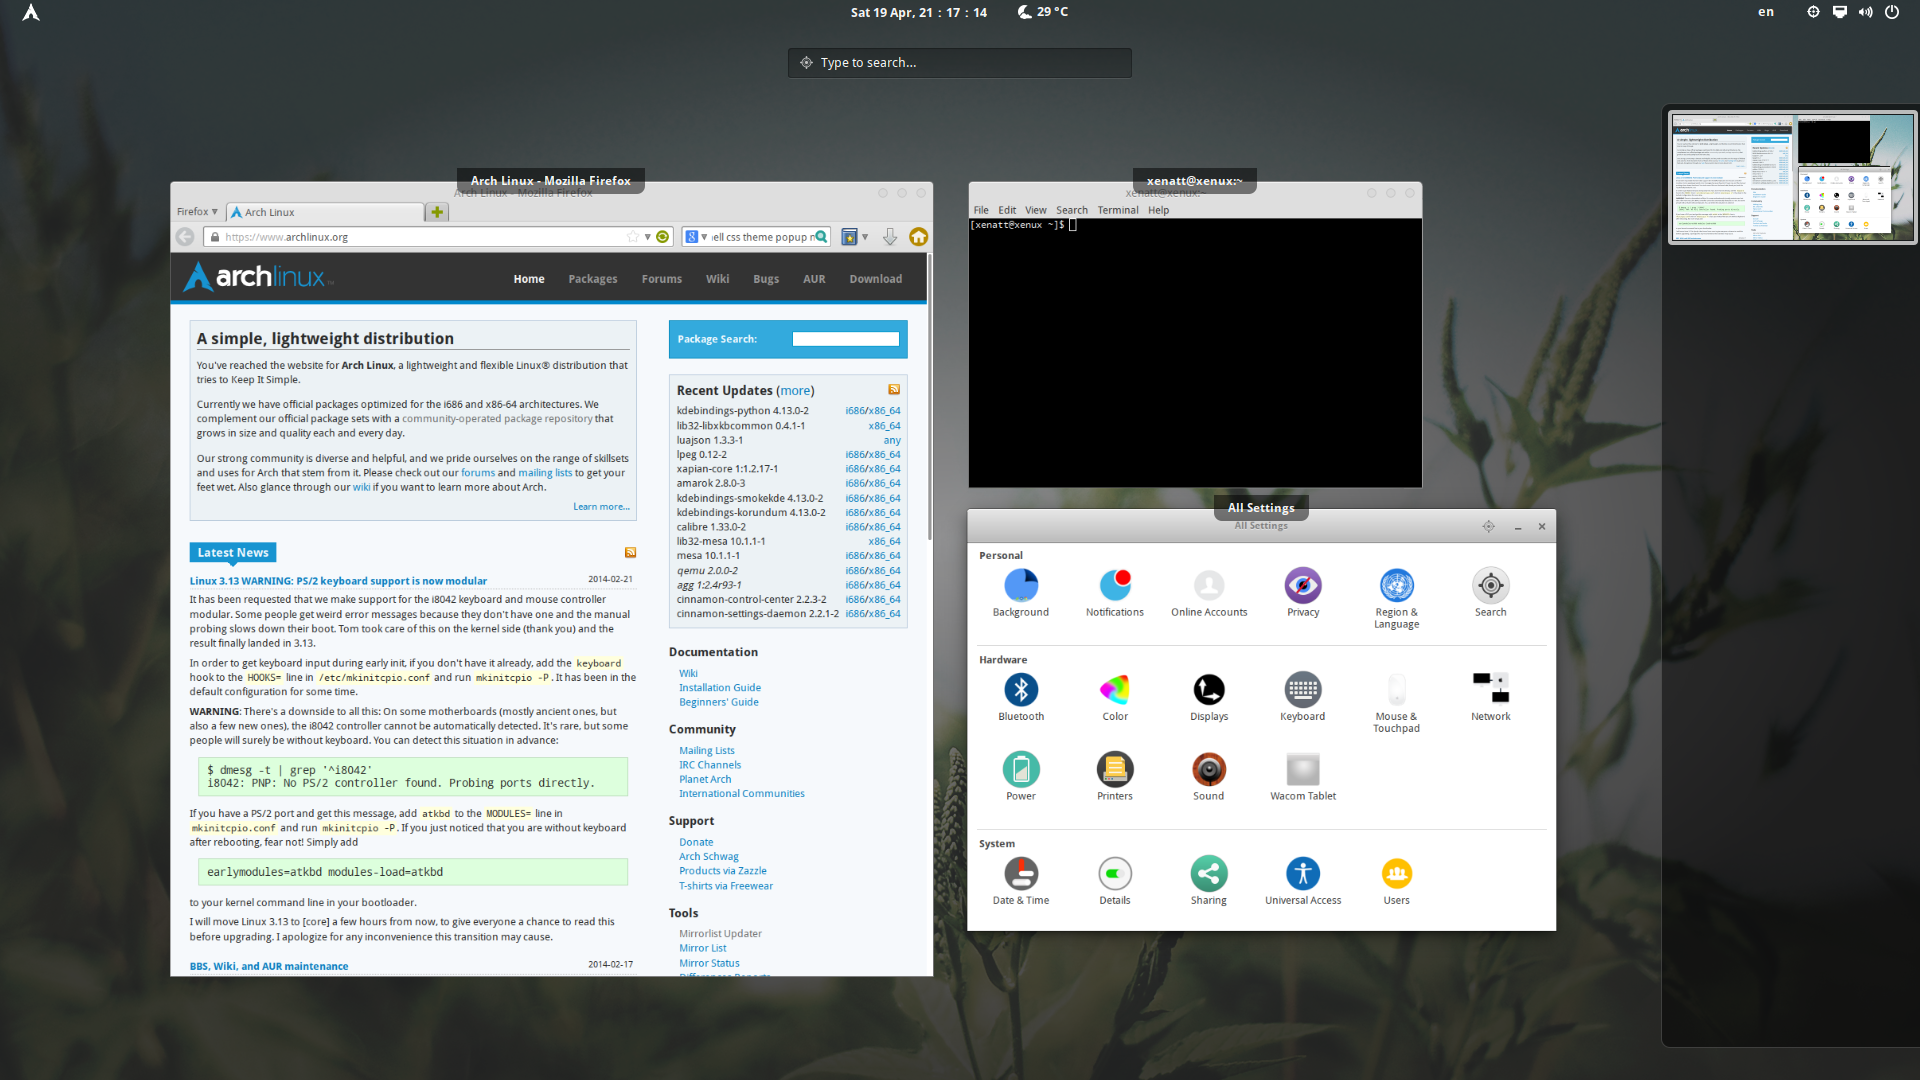 Sat 19 Apr, 21 : 17 : 14
29 °C
en
Type to search...
Arch Linux - Mozilla Firefox
Arch Linux - Mozilla Firefox
Firefox
Arch Linux
https://www.archlinux.org
ell css theme popup
archlinux
Home Packages Forums Wiki Bugs AUR Download
A simple, lightweight distribution
You've reached the website for Arch Linux, a lightweight and flexible Linux® distribution that
tries to Keep It Simple.
Currently we have official packages optimized for the i686 and x86-64 architectures. We
complement our official package sets with a community-operated package repository that
grows in size and quality each and every day.
Our strong community is diverse and helpful, and we pride ourselves on the range of skillsets
and uses for Arch that stem from it. Please check out our forums and mailing lists to get your
feet wet. Also glance through our wiki if you want to learn more about Arch.
Learn more...
Latest News
Linux 3.13 WARNING: PS/2 keyboard support is now modular 2014-02-21
It has been requested that we make support for the i8042 keyboard and mouse controller
modular. Some people get weird error messages because they don't have one and the manual
probing slows down their boot. Tom took care of this on the kernel side (thank you) and the
result finally landed in 3.13.
In order to get keyboard input during early init, if you don't have it already, add the keyboard
hook to the HOOKS= line in /etc/mkinitcpio.conf and run mkinitcpio -P. It has been in the
default configuration for some time.
WARNING: There's a downside to all this: On some motherboards (mostly ancient ones, but
also a few new ones), the i8042 controller cannot be automatically detected. It's rare, but some
people will surely be without keyboard. You can detect this situation in advance:
$ dmesg -t | grep '^i8042'
i8042: PNP: No PS/2 controller found. Probing ports directly.
If you have a PS/2 port and get this message, add atkbd to the MODULES= line in
mkinitcpio.conf and run mkinitcpio -P. If you just noticed that you are without keyboard
after rebooting, fear not! Simply add
earlymodules=atkbd modules-load=atkbd
to your kernel command line in your bootloader.
I will move Linux 3.13 to [core] a few hours from now, to give everyone a chance to read this
before upgrading. I apologize for any inconvenience this transition may cause.
BBS, Wiki, and AUR maintenance 2014-02-17
Package Search:
Recent Updates (more)
kdebindings-python 4.13.0-2 i686/x86_64
lib32-libxkbcommon 0.4.1-1 x86_64
luajson 1.3.3-1 any
lpeg 0.12-2 i686/x86_64
xapian-core 1:1.2.17-1 i686/x86_64
amarok 2.8.0-3 i686/x86_64
kdebindings-smokekde 4.13.0-2 i686/x86_64
kdebindings-korundum 4.13.0-2 i686/x86_64
calibre 1.33.0-2 i686/x86_64
lib32-mesa 10.1.1-1 x86_64
mesa 10.1.1-1 i686/x86_64
qemu 2.0.0-2 i686/x86_64
agg 1:2.4r93-1 i686/x86_64
cinnamon-control-center 2.2.3-2 i686/x86_64
cinnamon-settings-daemon 2.2.1-2 i686/x86_64
Documentation
Wiki
Installation Guide
Beginners' Guide
Community
Mailing Lists
IRC Channels
Planet Arch
International Communities
Support
Donate
Arch Schwag
Products via Zazzle
T-shirts via Freewear
Tools
Mirrorlist Updater
Mirror List
Mirror Status
Differences Reports
xenatt@xenux:~
xenatt@xenux:~
File Edit View Search Terminal Help
[xenatt@xenux ~]$
All Settings
All Settings
Personal
Background Notifications Online Accounts Privacy Region & Language Search
Hardware
Bluetooth Color Displays Keyboard Mouse & Touchpad Network
Power Printers Sound Wacom Tablet
System
Date & Time Details Sharing Universal Access Users